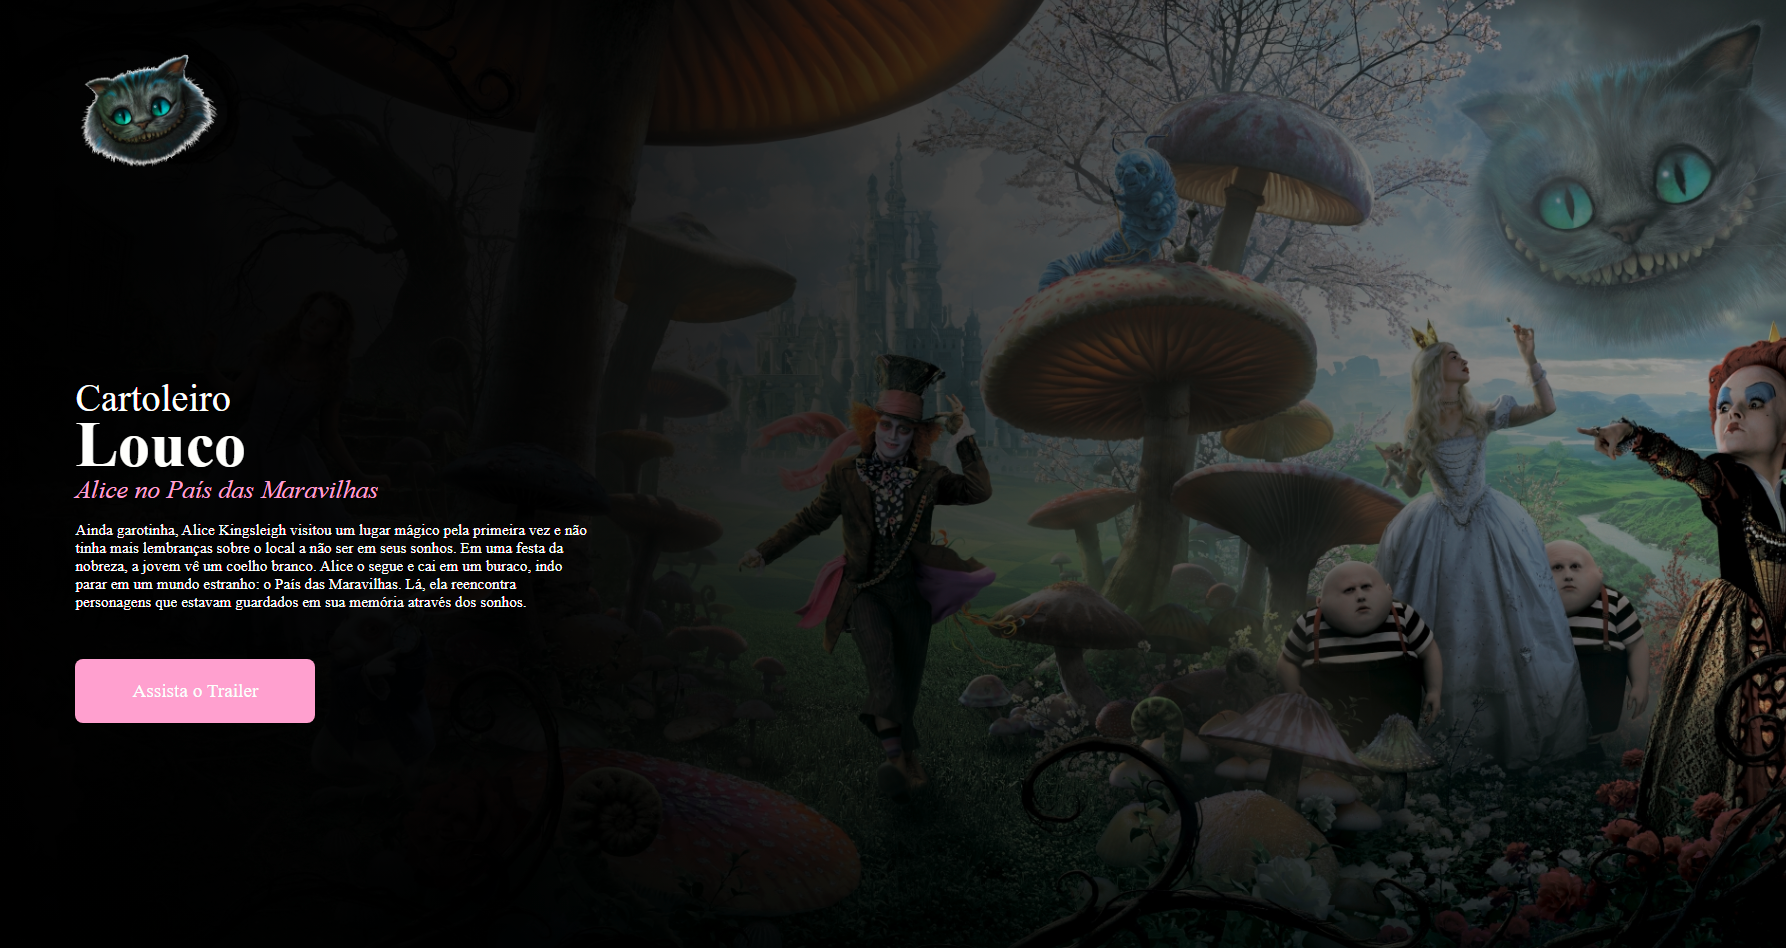 Cartoleiro
Louco
Alice no País das Maravilhas
Ainda garotinha, Alice Kingsleigh visitou um lugar mágico pela primeira vez e não
tinha mais lembranças sobre o local a não ser em seus sonhos. Em uma festa da
nobreza, a jovem vê um coelho branco. Alice o segue e cai em um buraco, indo
parar em um mundo estranho: o País das Maravilhas. Lá, ela reencontra
personagens que estavam guardados em sua memória através dos sonhos.
Assista o Trailer